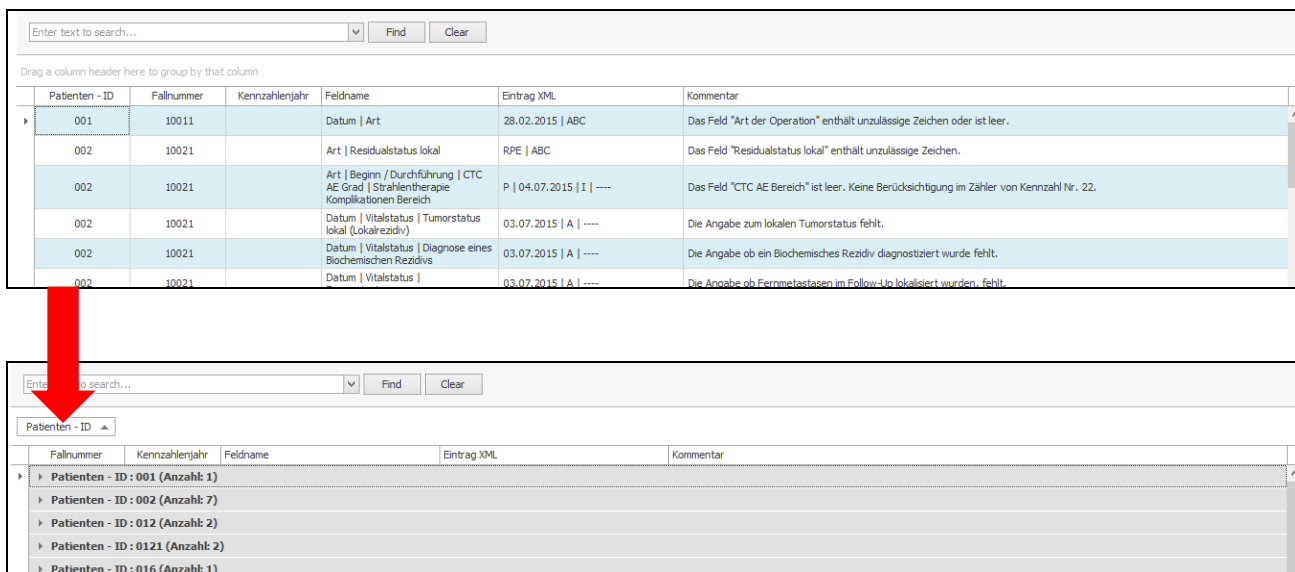 Enter text to search... Find Clear
Drag a column header here to group by that column
Patienten - ID Fallnummer Kennzahlenjahr Feldname Eintrag XML Kommentar
001 10011 Datum | Art 28.02.2015 | ABC Das Feld "Art der Operation" enthält unzulässige Zeichen oder ist leer.
002 10021 Art | Residualstatus lokal RPE | ABC Das Feld "Residualstatus lokal" enthält unzulässige Zeichen.
Art | Beginn / Durchführung | CTC
002 10021 AE Grad | Strahlentherapie P | 04.07.2015 | I | ---- Das Feld "CTC AE Bereich" ist leer. Keine Berücksichtigung im Zähler von Kennzahl Nr. 22.
Komplikationen Bereich
Datum | Vitalstatus | Tumorstatus
002 10021 lokal (Lokalrezidiv) 03.07.2015 | A | ---- Die Angabe zum lokalen Tumorstatus fehlt.
Datum | Vitalstatus | Diagnose eines
002 10021 Biochemischen Rezidivs 03.07.2015 | A | ---- Die Angabe ob ein Biochemisches Rezidiv diagnostiziert wurde fehlt.
Datum | Vitalstatus |
002 10021 03.07.2015 | A | ---- Die Angabe ob Fernmetastasen im Follow-Up lokalisiert wurden, fehlt.
to search... Find Clear
Patienten - ID
Fallnummer Kennzahlenjahr Feldname Eintrag XML Kommentar
Patienten - ID : 001 (Anzahl: 1)
Patienten - ID : 002 (Anzahl: 7)
Patienten - ID : 012 (Anzahl: 2)
Patienten - ID : 0121 (Anzahl: 2)
Patienten - ID : 016 (Anzahl: 1)